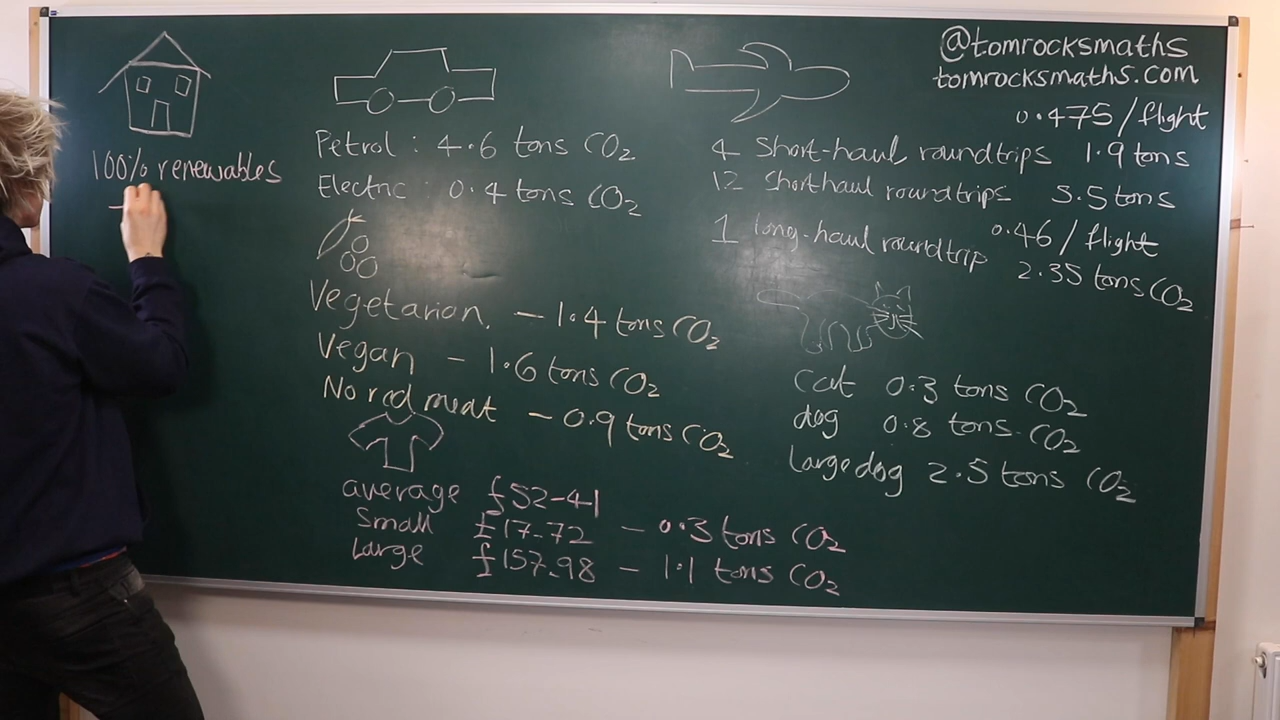 @tomrocksmaths
tomrocksmaths.com
100% renewables
Petrol : 4.6 tons CO2
Electric : 0.4 tons CO2
0.475 / flight
4 Short-haul roundtrips 1.9 tons
12 Shorthaul roundtrips 5.5 tons
0.46 / flight
1 long-haul roundtrip
2.35 tons CO2
Vegetarian. - 1.4 tons CO2
Vegan - 1.6 tons CO2
No red meat - 0.9 tons CO2
Cat 0.3 tons CO2
dog 0.8 tons CO2
Large dog 2.5 tons CO2
average £52-41
Small £17-72 - 0.3 tons CO2
Large £157.98 - 1.1 tons CO2